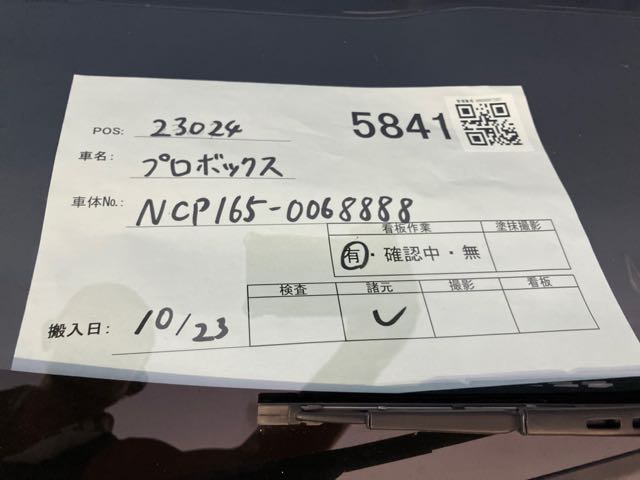 POS: 23024 5841
車名: プロボックス
車体No.: NCP165-0068888
看板作業 塗抹撮影
有・確認中・無
検査 諸元 撮影 看板
搬入日: 10/23 ✓